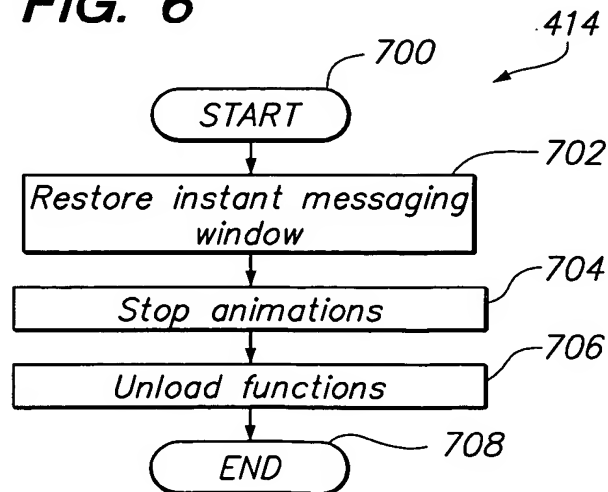 FIG. 6
414
700
START
702
Restore instant messaging
window
704
Stop animations
706
Unload functions
708
END